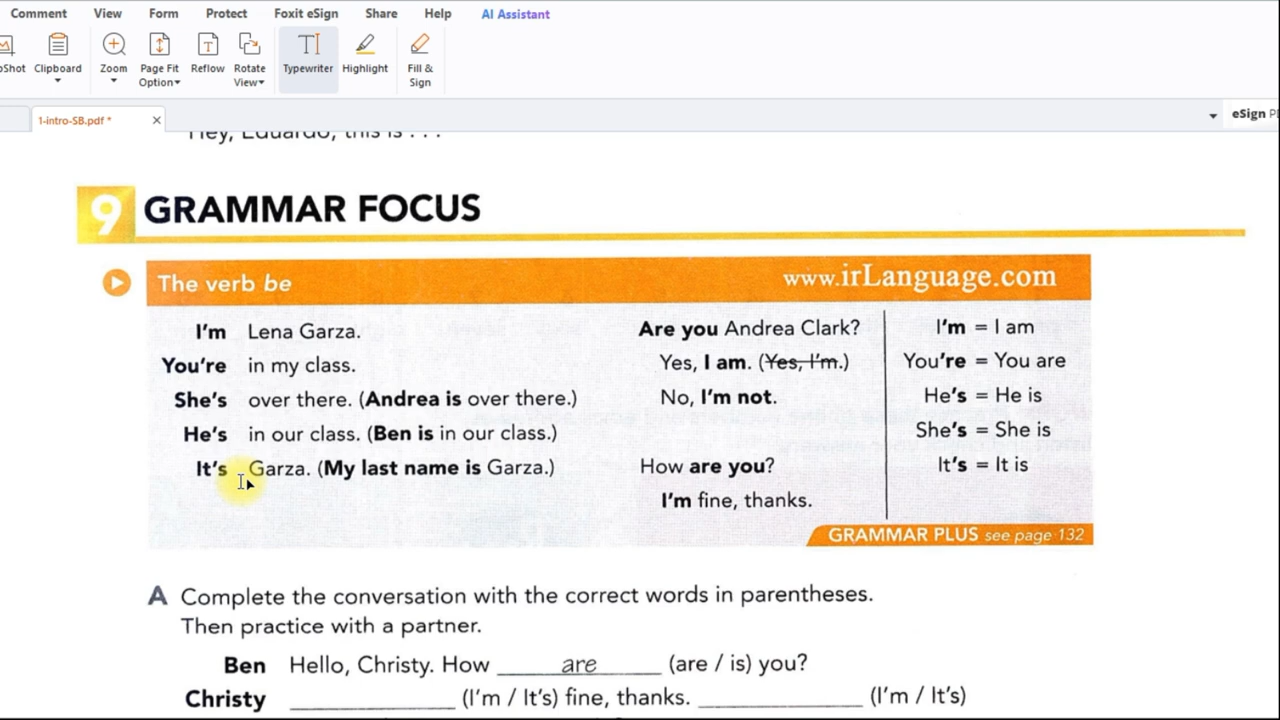 Comment View Form Protect Foxit eSign Share Help AI Assistant
Clipboard Zoom Page Fit Option Reflow Rotate View Typewriter Highlight Fill & Sign
1-intro-SB.pdf * eSign
Hey, Eduardo, this is . . .
9 GRAMMAR FOCUS
The verb be www.irLanguage.com
I'm Lena Garza.
You're in my class.
She's over there. (Andrea is over there.)
He's in our class. (Ben is in our class.)
It's Garza. (My last name is Garza.)
Are you Andrea Clark?
Yes, I am. (Yes, I'm.)
No, I'm not.
How are you?
I'm fine, thanks.
I'm = I am
You're = You are
He's = He is
She's = She is
It's = It is
GRAMMAR PLUS see page 132
A Complete the conversation with the correct words in parentheses.
Then practice with a partner.
Ben Hello, Christy. How are (are / is) you?
Christy (I'm / It's) fine, thanks. (I'm / It's)